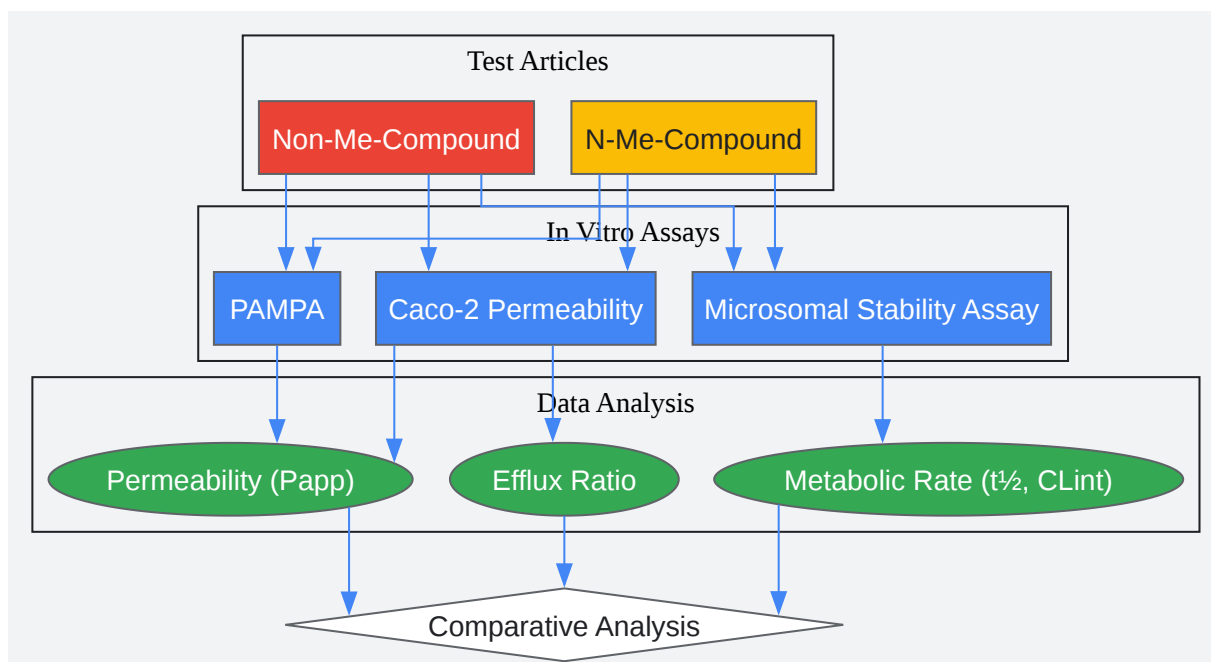 Test Articles
Non-Me-Compound
N-Me-Compound
In Vitro Assays
PAMPA
Caco-2 Permeability
Microsomal Stability Assay
Data Analysis
Permeability (Papp)
Efflux Ratio
Metabolic Rate (t½, CLint)
Comparative Analysis